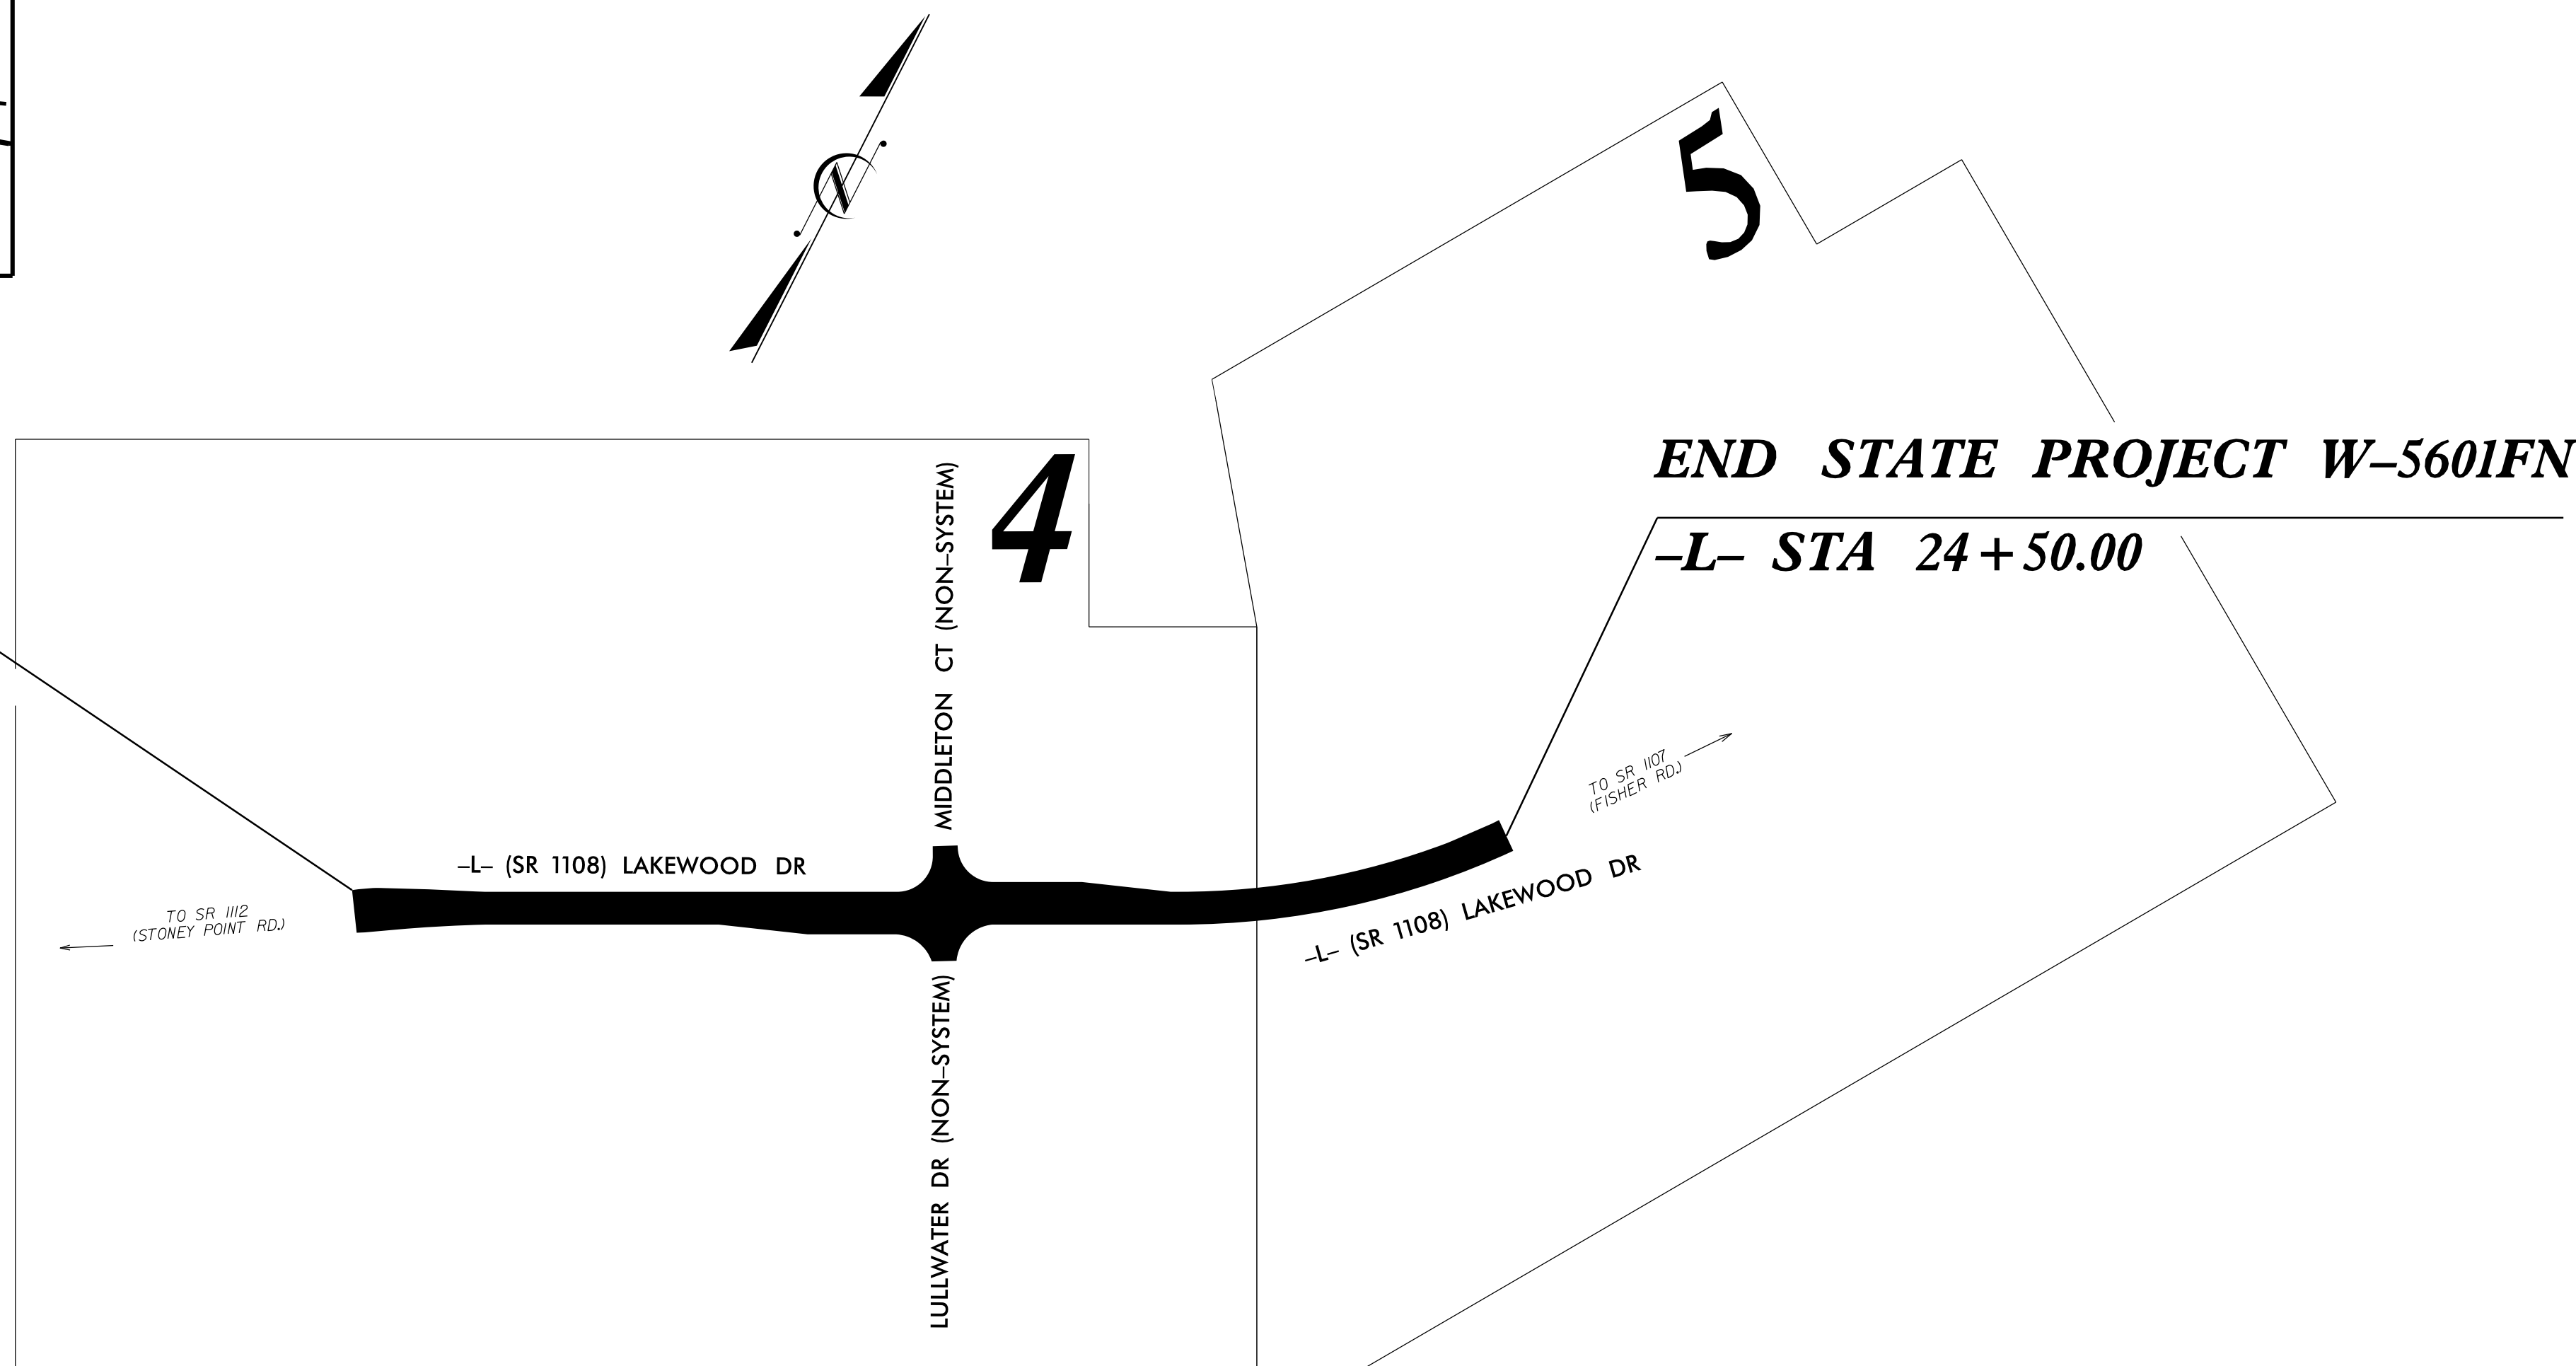 N
5
END STATE PROJECT W–5601FN
–L– STA 24+50.00
4
MIDDLETON CT (NON–SYSTEM)
TO SR 1107
(FISHER RD.)
–L– (SR 1108) LAKEWOOD DR
–L– (SR 1108) LAKEWOOD DR
TO SR 1112
(STONEY POINT RD.)
LULLWATER DR (NON–SYSTEM)